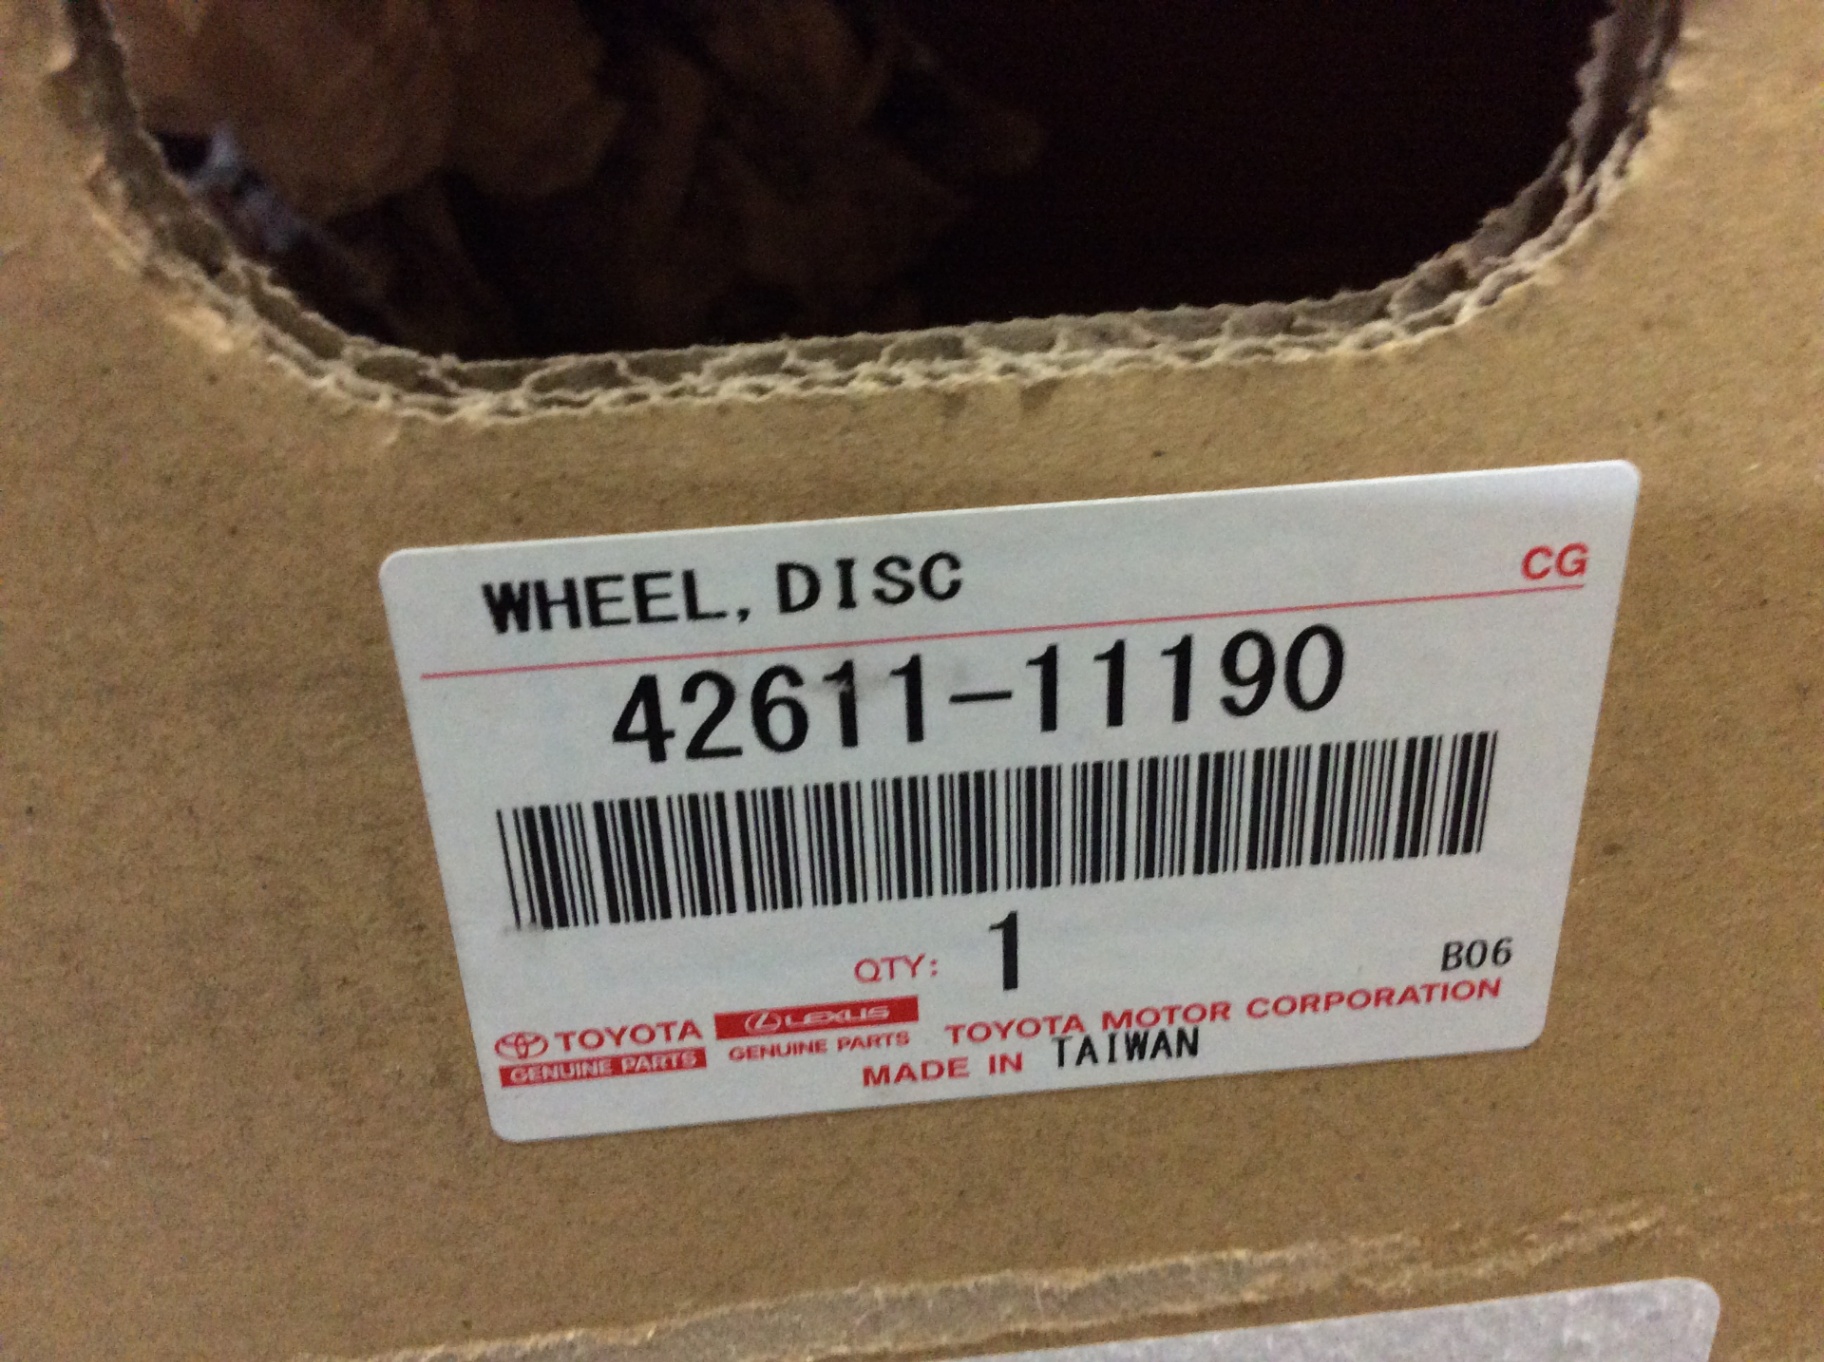 WHEEL, DISC
CG
42611-11190
QTY: 1
B06
TOYOTA
GENUINE PARTS
LEXUS
GENUINE PARTS
TOYOTA MOTOR CORPORATION
MADE IN TAIWAN